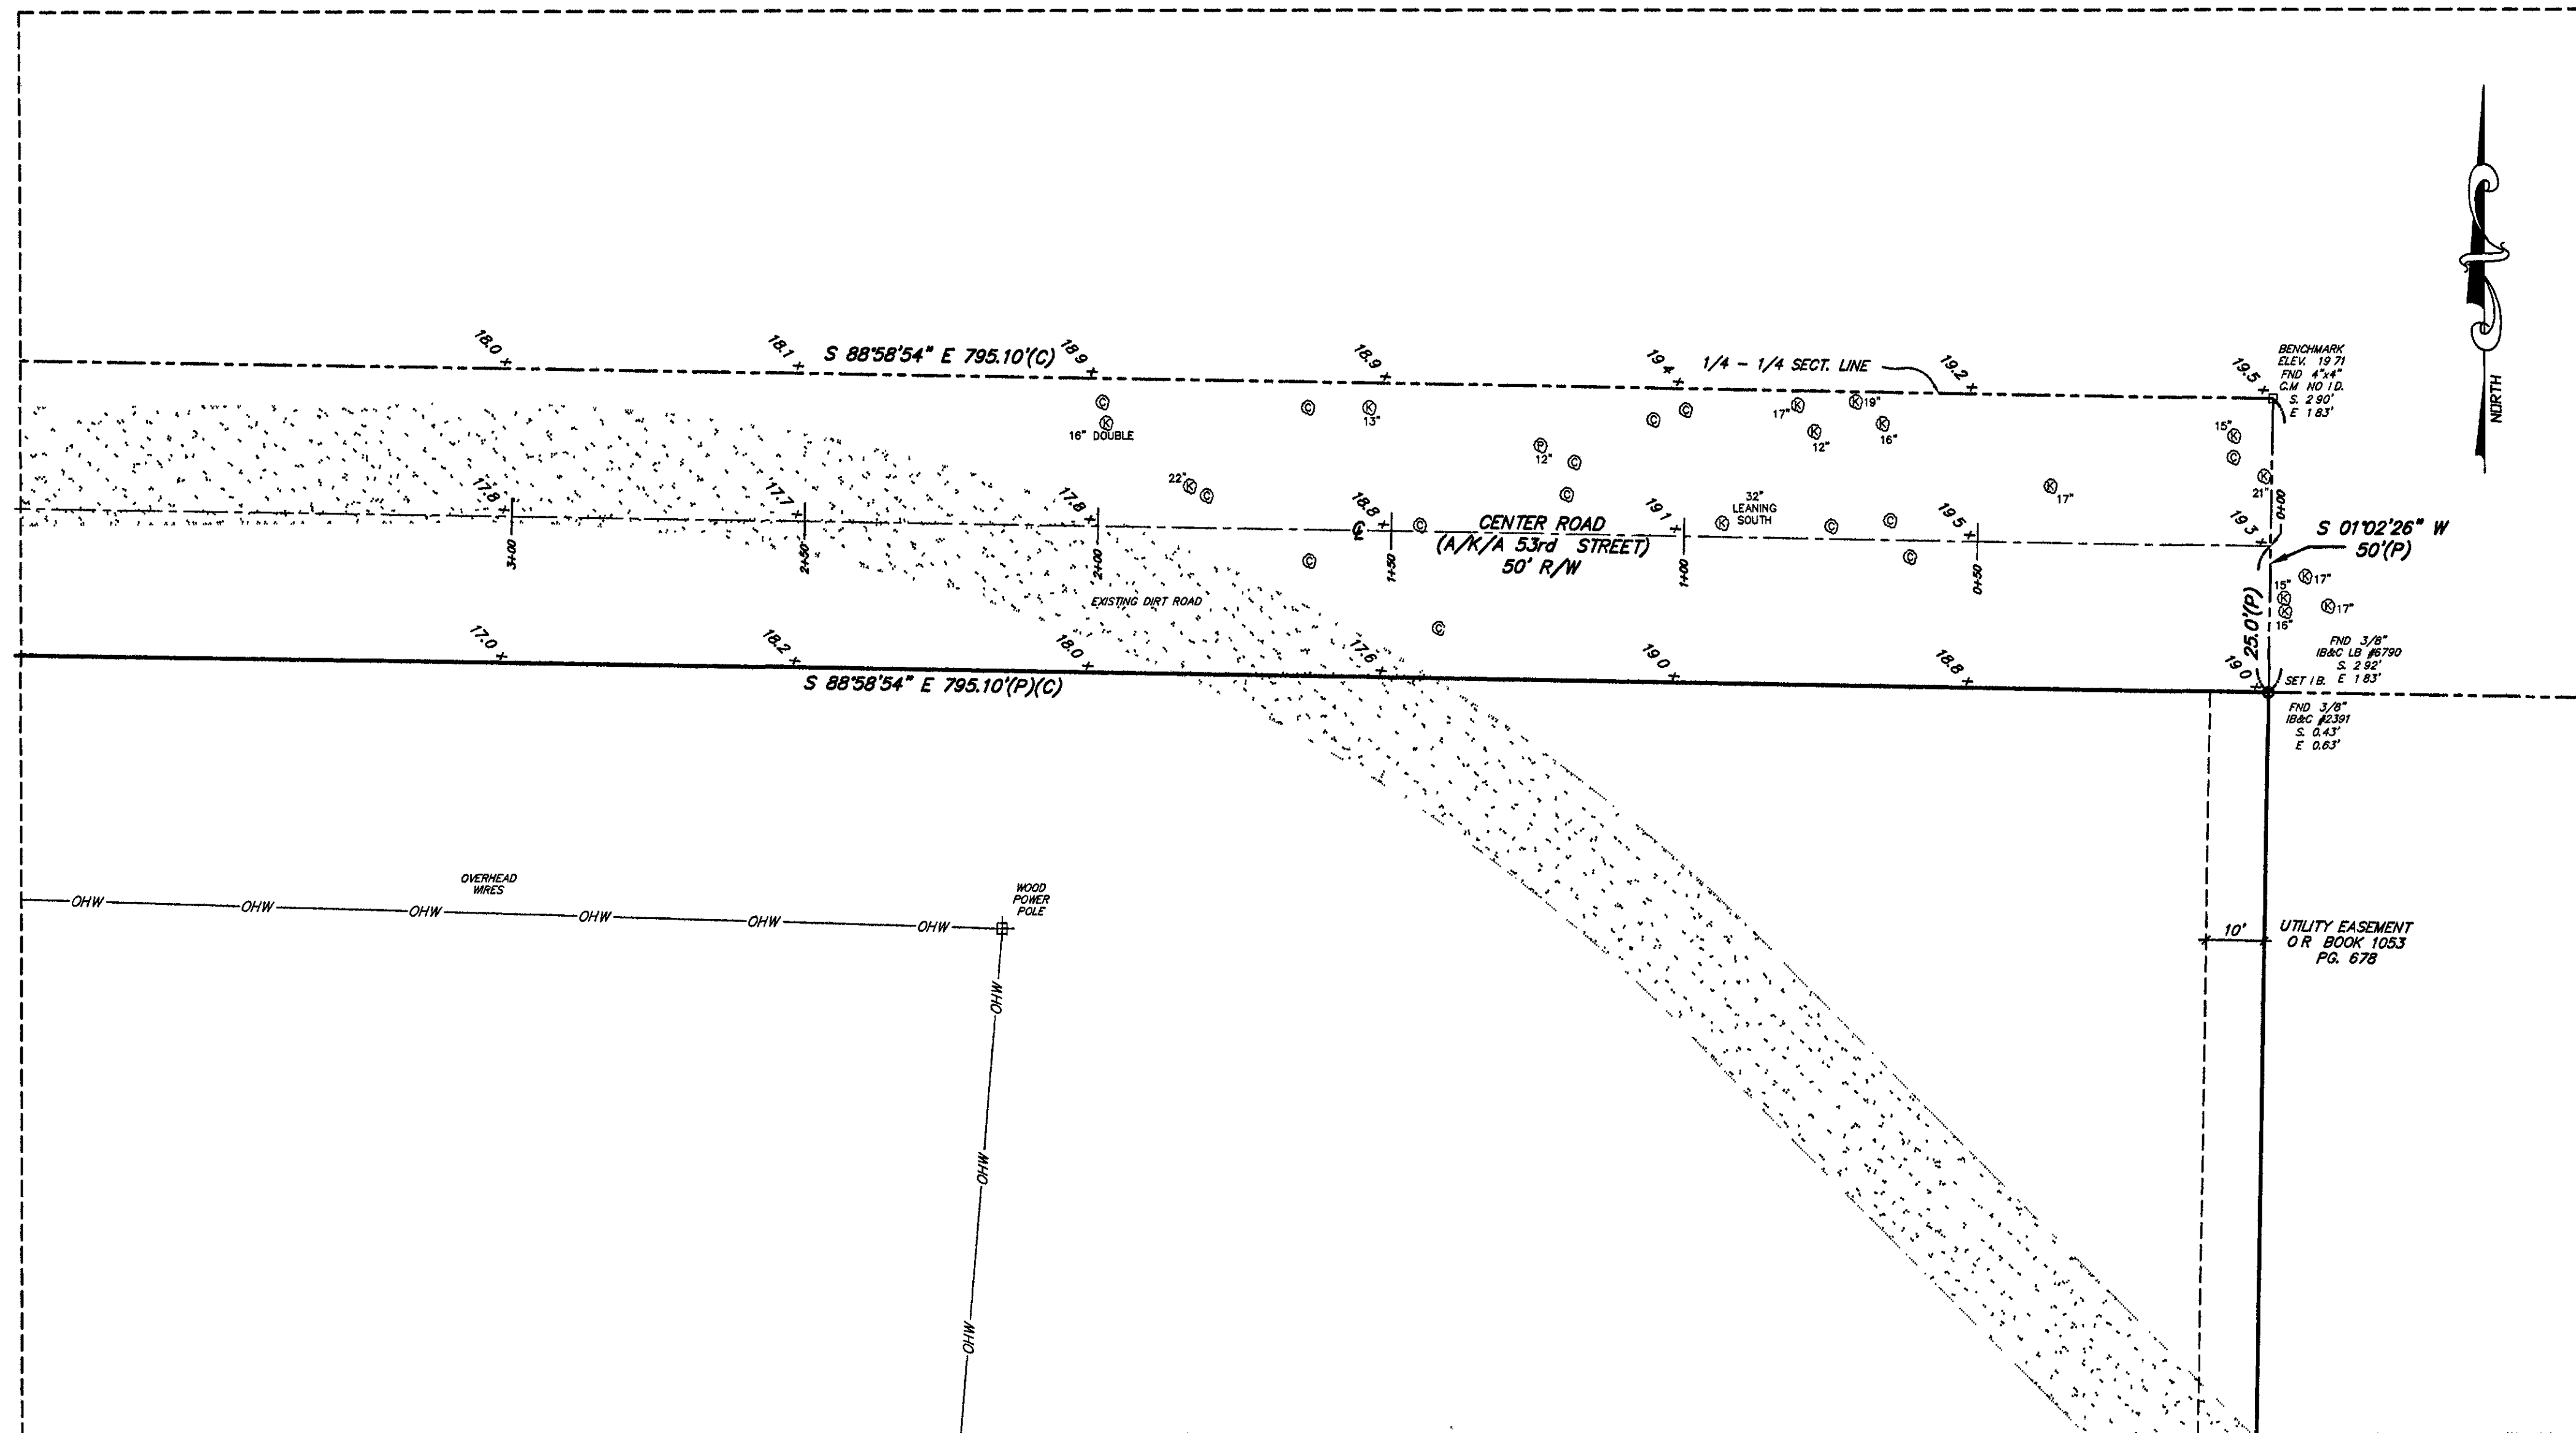 18.0
18.1
S 88°58'54" E 795.10'(C)
18 9
18.9
19
1/4 - 1/4 SECT. LINE
19.2
19.5
BENCHMARK
ELEV. 19 71
FND 4"x4"
C.M NO I D.
S. 2 90'
E 1 83'
NORTH
C
K
16" DOUBLE
C
K
13"
C
C
17" K
K 19"
K
12"
K
16"
P
12"
C
15"
K
C
K
21"
22" K
C
C
K
17"
17.8
17.7
17.8
18.8
19.1
19 5
19 3
0+00
3+00
2+50
2+00
1+50
1+00
0+50
C
CENTER ROAD
(A/K/A 53rd STREET)
50' R/W
32"
LEANING
SOUTH
K
C
C
C
C
C
S 01°02'26" W
50'(P)
K 17"
15"
K
K
16"
K 17"
25.0'(P)
EXISTING DIRT ROAD
17.0
18.2
18.0
17.6
19 0
18.8
19 0
FND 3/8"
IB&C LB #6790
S. 2 92'
E 1 83'
SET I B.
S 88°58'54" E 795.10'(P)(C)
FND 3/8"
IB&C #2391
S. 0.43'
E 0.63'
OVERHEAD
WIRES
WOOD
POWER
POLE
OHW
OHW
OHW
OHW
OHW
OHW
OHW
OHW
OHW
10'
UTILITY EASEMENT
O R BOOK 1053
PG. 678